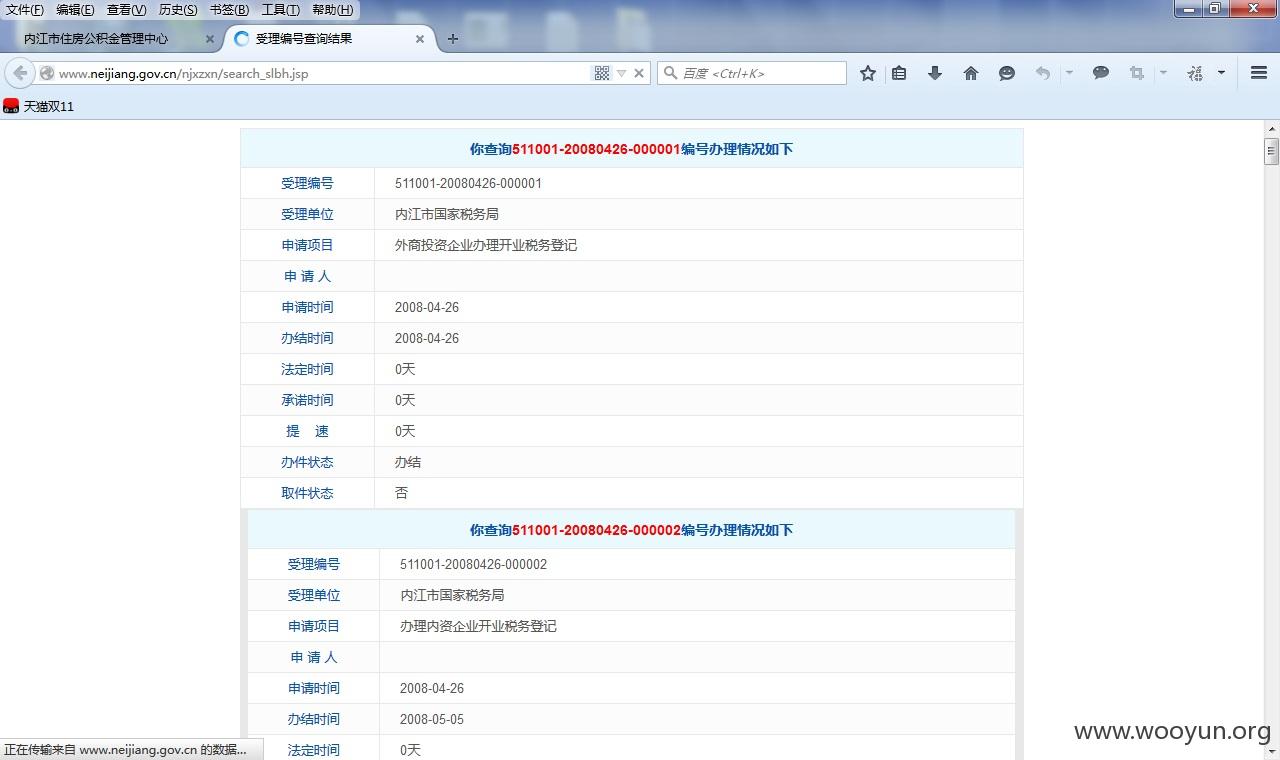 文件(F) 编辑(E) 查看(V) 历史(S) 书签(B) 工具(T) 帮助(H)
内江市住房公积金管理中心 × 受理编号查询结果 × +
www.neijiang.gov.cn/njxzxn/search_slbh.jsp 百度 <Ctrl+K>
天猫双11
你查询511001-20080426-000001编号办理情况如下
受理编号 511001-20080426-000001
受理单位 内江市国家税务局
申请项目 外商投资企业办理开业税务登记
申 请 人
申请时间 2008-04-26
办结时间 2008-04-26
法定时间 0天
承诺时间 0天
提 速 0天
办件状态 办结
取件状态 否
你查询511001-20080426-000002编号办理情况如下
受理编号 511001-20080426-000002
受理单位 内江市国家税务局
申请项目 办理内资企业开业税务登记
申 请 人
申请时间 2008-04-26
办结时间 2008-05-05
法定时间 0天
正在传输来自 www.neijiang.gov.cn 的数据...
www.wooyun.org